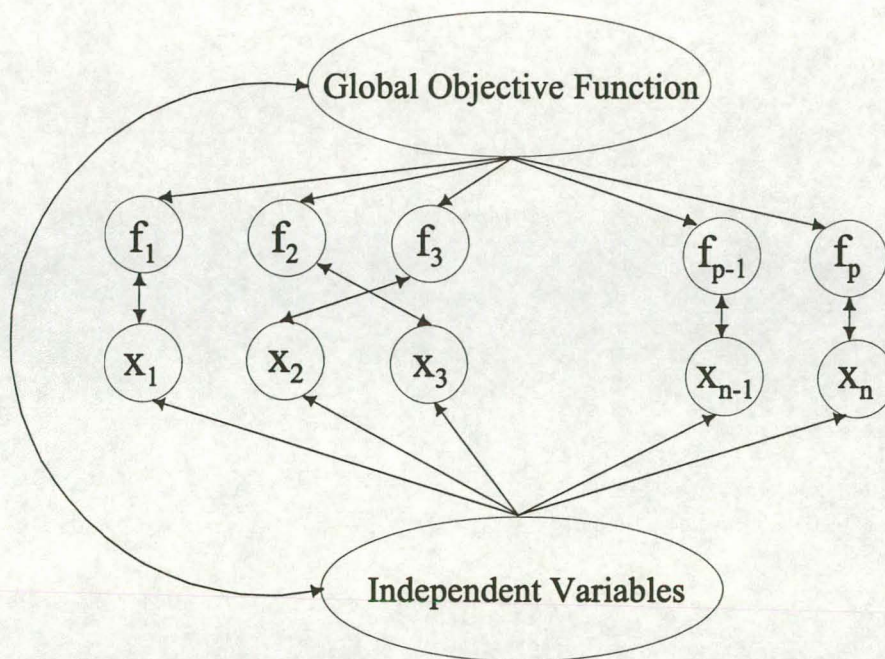 Global Objective Function
f₁ f₂ f₃ fₚ₋₁ fₚ
x₁ x₂ x₃ xₙ₋₁ xₙ
Independent Variables